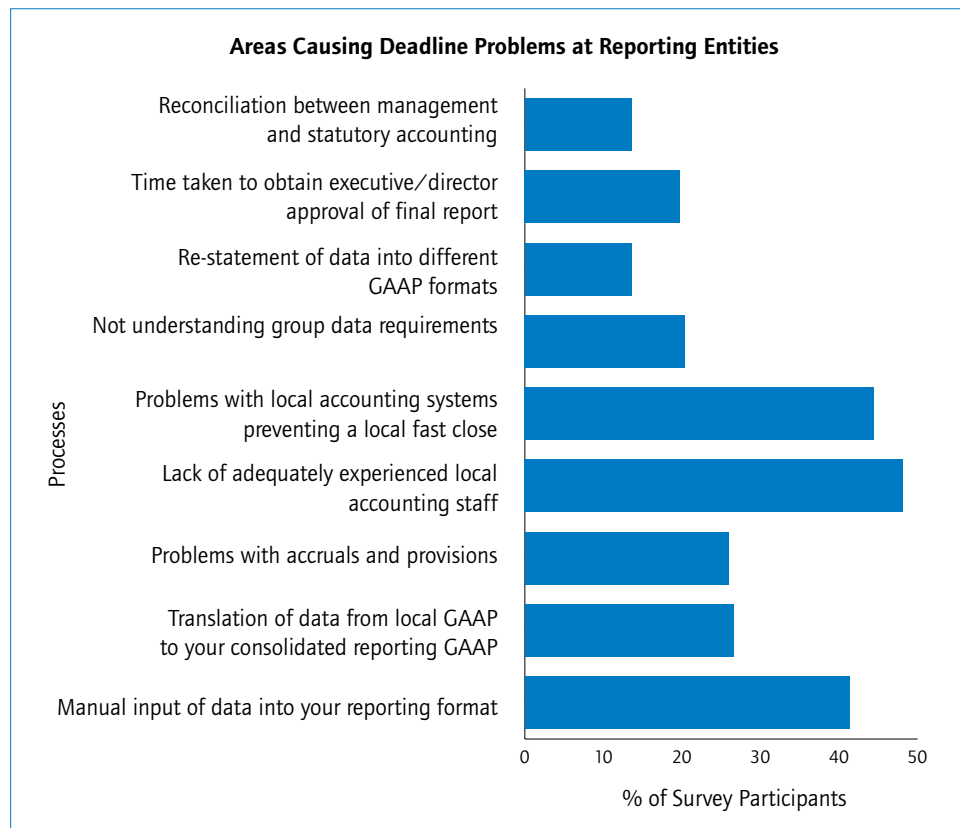 Areas Causing Deadline Problems at Reporting Entities
Reconciliation between management
and statutory accounting
Time taken to obtain executive/director
approval of final report
Re-statement of data into different
GAAP formats
Not understanding group data requirements
Problems with local accounting systems
preventing a local fast close
Lack of adequately experienced local
accounting staff
Problems with accruals and provisions
Translation of data from local GAAP
to your consolidated reporting GAAP
Manual input of data into your reporting format
Processes
0 10 20 30 40 50
% of Survey Participants